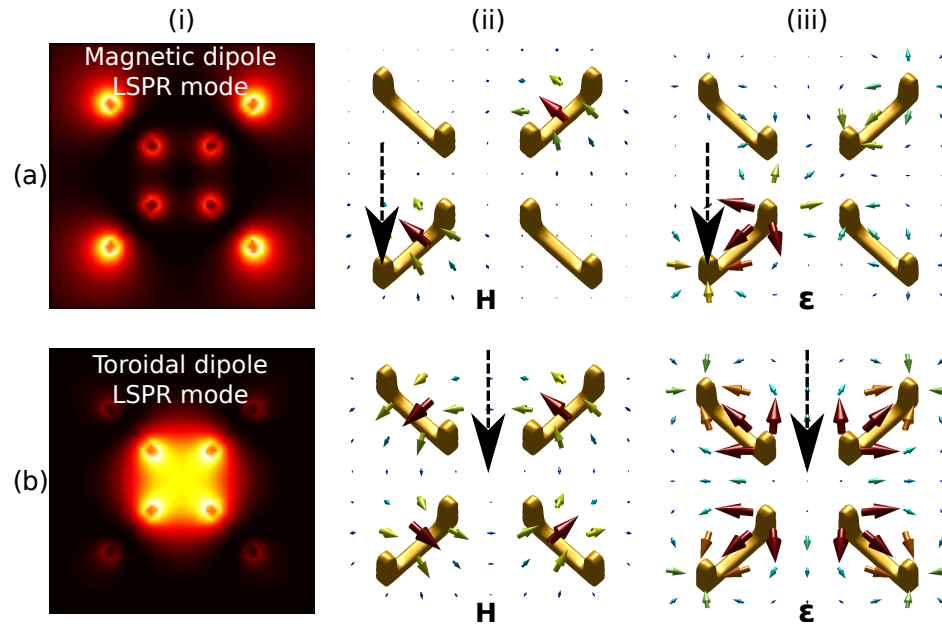 (i)
(ii)
(iii)
(a)
Magnetic dipole
LSPR mode
H
ε
(b)
Toroidal dipole
LSPR mode
H
ε